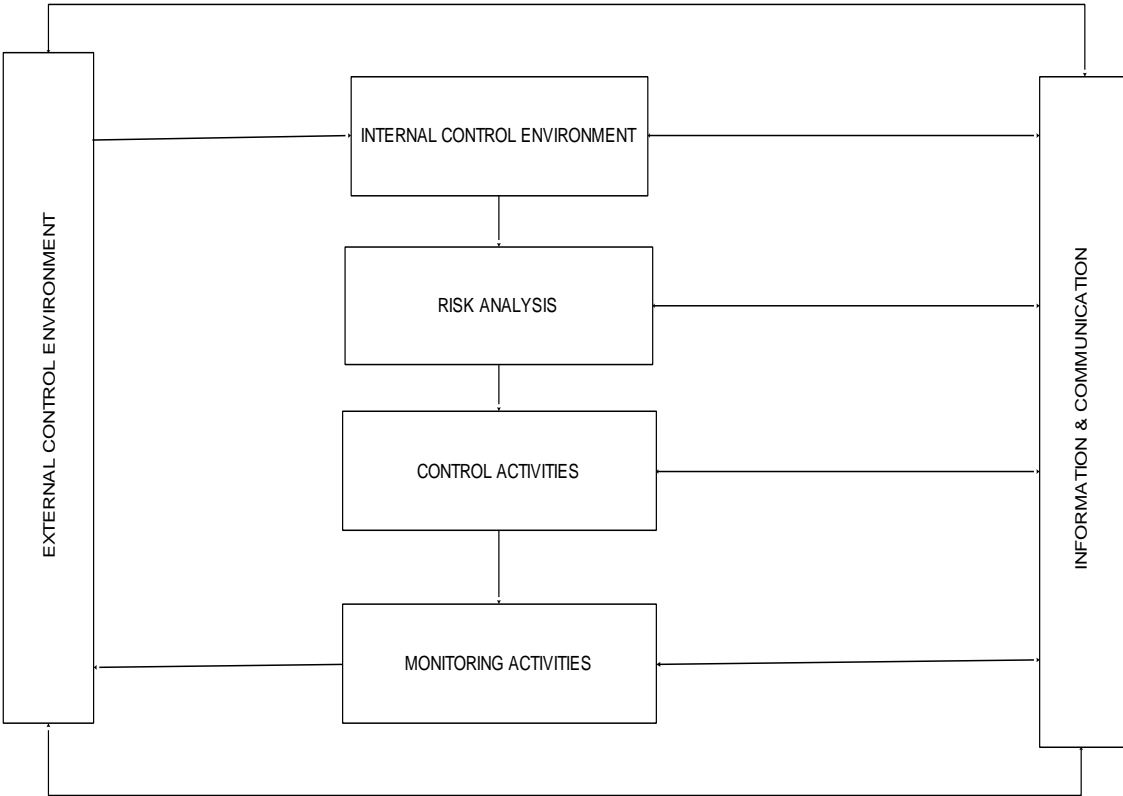 EXTERNAL CONTROL ENVIRONMENT
INTERNAL CONTROL ENVIRONMENT
RISK ANALYSIS
CONTROL ACTIVITIES
MONITORING ACTIVITIES
INFORMATION & COMMUNICATION